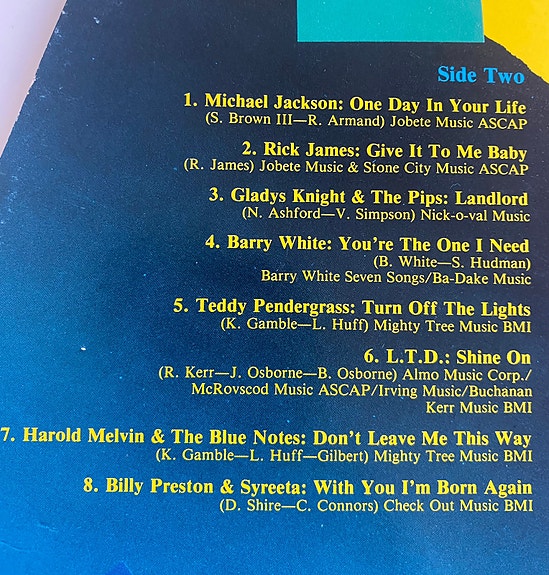 Side Two
1. Michael Jackson: One Day In Your Life
(S. Brown III—R. Armand) Jobete Music ASCAP
2. Rick James: Give It To Me Baby
(R. James) Jobete Music & Stone City Music ASCAP
3. Gladys Knight & The Pips: Landlord
(N. Ashford—V. Simpson) Nick-o-val Music
4. Barry White: You're The One I Need
(B. White—S. Hudman)
Barry White Seven Songs/Ba-Dake Music
5. Teddy Pendergrass: Turn Off The Lights
(K. Gamble—L. Huff) Mighty Tree Music BMI
6. L.T.D.: Shine On
(R. Kerr—J. Osborne—B. Osborne) Almo Music Corp./
McRovscod Music ASCAP/Irving Music/Buchanan
Kerr Music BMI
7. Harold Melvin & The Blue Notes: Don't Leave Me This Way
(K. Gamble—L. Huff—Gilbert) Mighty Tree Music BMI
8. Billy Preston & Syreeta: With You I'm Born Again
(D. Shire—C. Connors) Check Out Music BMI